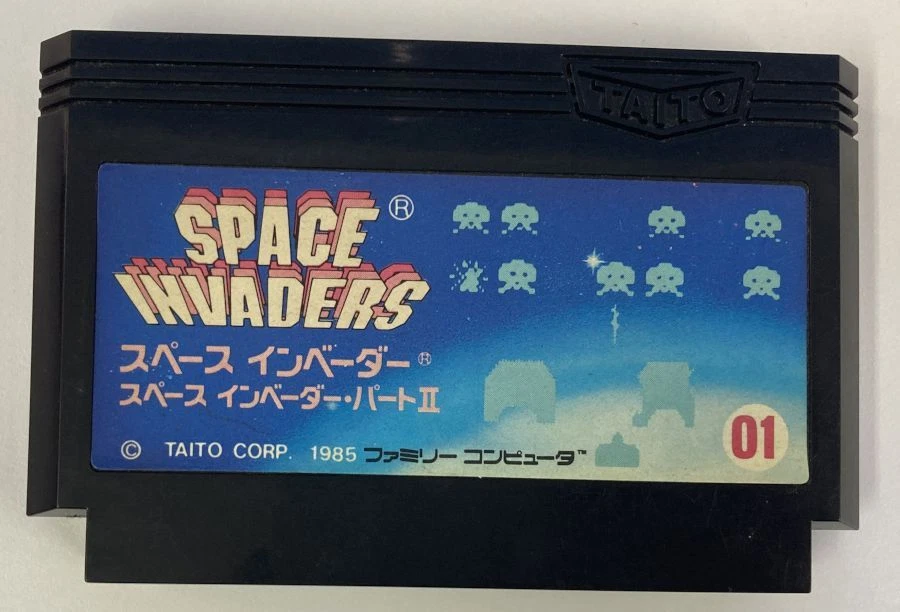 TAITO
SPACE ®
INVADERS
スペース インベーダー®
スペース インベーダー・パートⅡ
© TAITO CORP. 1985 ファミリー コンピュータ™
01